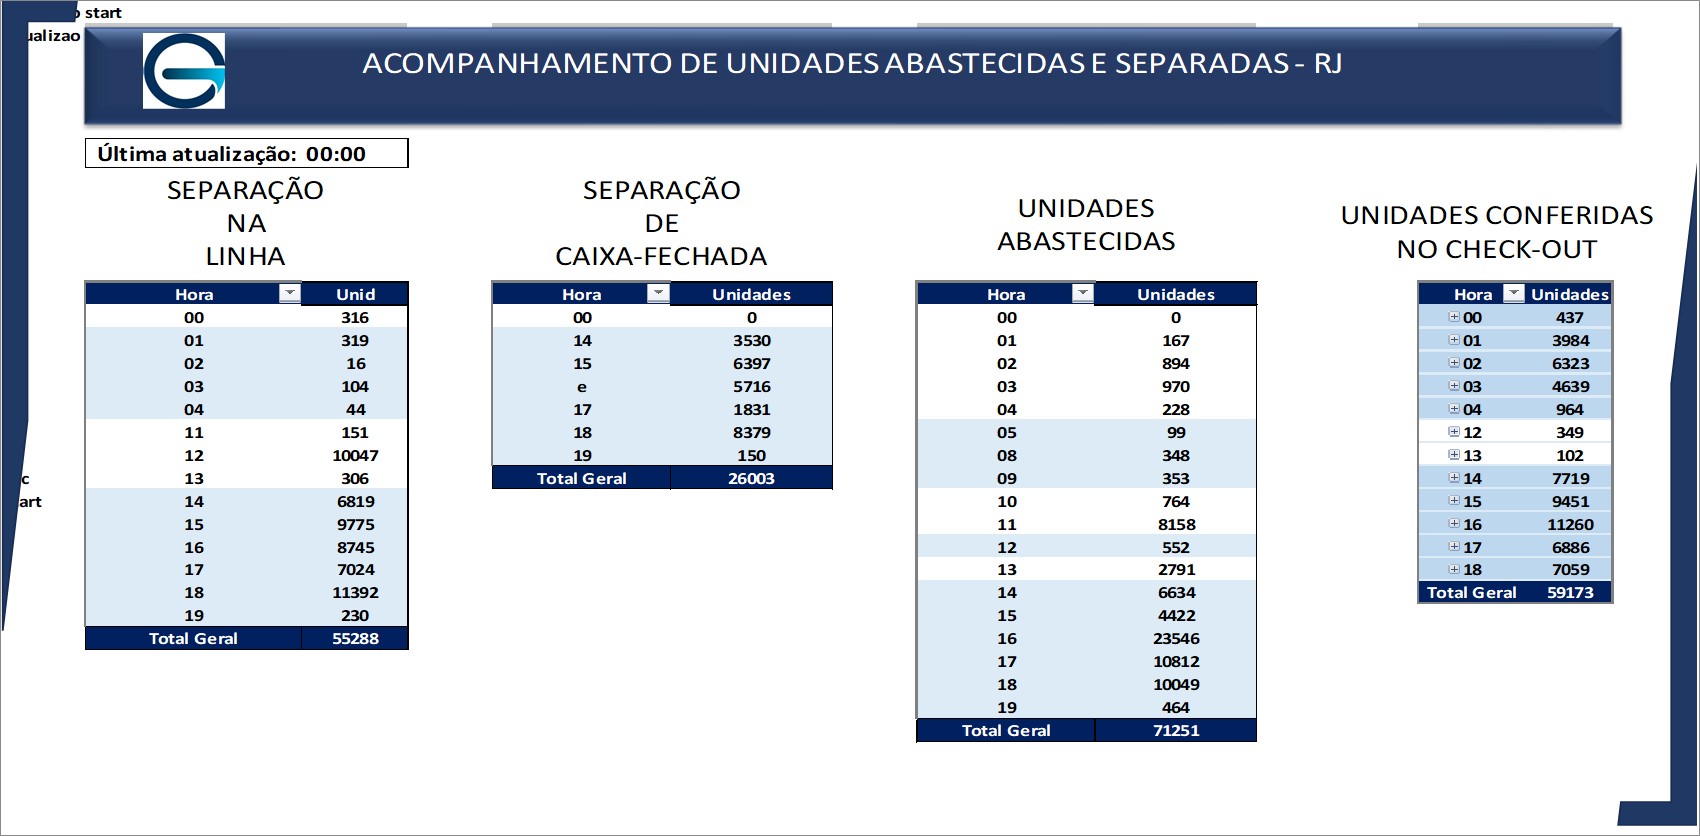 start
ualizao
ACOMPANHAMENTO DE UNIDADES ABASTECIDAS E SEPARADAS - RJ
Última atualização: 00:00
SEPARAÇÃO
NA
LINHA
Hora Unid
00 316
01 319
02 16
03 104
04 44
11 151
12 10047
13 306
14 6819
15 9775
16 8745
17 7024
18 11392
19 230
Total Geral 55288
SEPARAÇÃO
DE
CAIXA-FECHADA
Hora Unidades
00 0
14 3530
15 6397
e 5716
17 1831
18 8379
19 150
Total Geral 26003
UNIDADES
ABASTECIDAS
Hora Unidades
00 0
01 167
02 894
03 970
04 228
05 99
08 348
09 353
10 764
11 8158
12 552
13 2791
14 6634
15 4422
16 23546
17 10812
18 10049
19 464
Total Geral 71251
UNIDADES CONFERIDAS
NO CHECK-OUT
Hora Unidades
00 437
01 3984
02 6323
03 4639
04 964
12 349
13 102
14 7719
15 9451
16 11260
17 6886
18 7059
Total Geral 59173
c
art